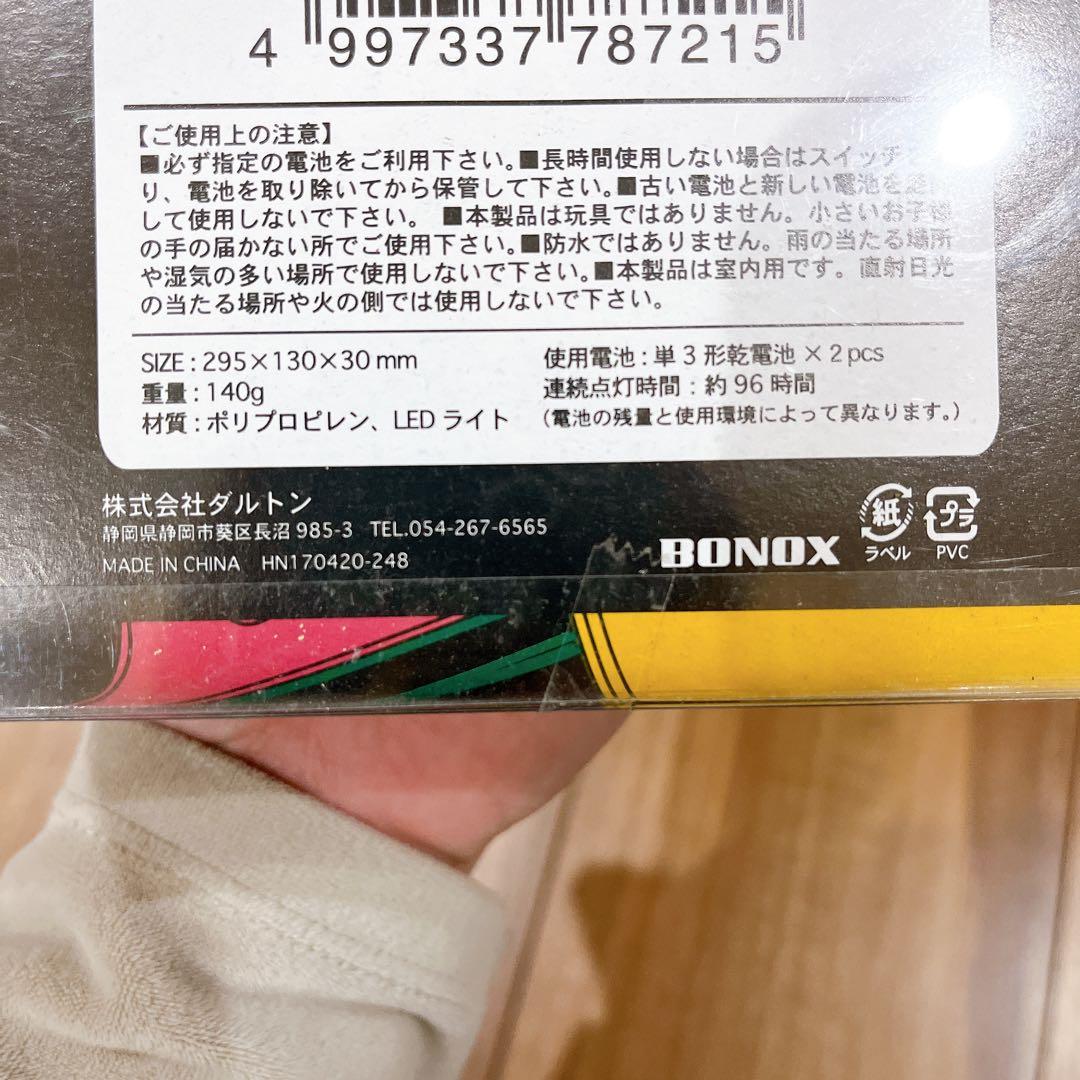 4 997337 787215
【ご使用上の注意】
■必ず指定の電池をご利用下さい。■長時間使用しない場合はスイッチ
り、電池を取り除いてから保管して下さい。■古い電池と新しい電池を
して使用しないで下さい。 ■本製品は玩具ではありません。小さいお子様
の手の届かない所でご使用下さい。■防水ではありません。雨の当たる場所
や湿気の多い場所で使用しないで下さい。■本製品は室内用です。直射日光
の当たる場所や火の側では使用しないで下さい。
SIZE : 295×130×30mm
重量 : 140g
材質 : ポリプロピレン、LED ライト
使用電池 : 単3形乾電池 × 2pcs
連続点灯時間 : 約 96 時間
（電池の残量と使用環境によって異なります。）
株式会社ダルトン
静岡県静岡市葵区長沼 985-3 TEL.054-267-6565
MADE IN CHINA HN170420-248
BONOX
紙
ラベル
プラ
PVC